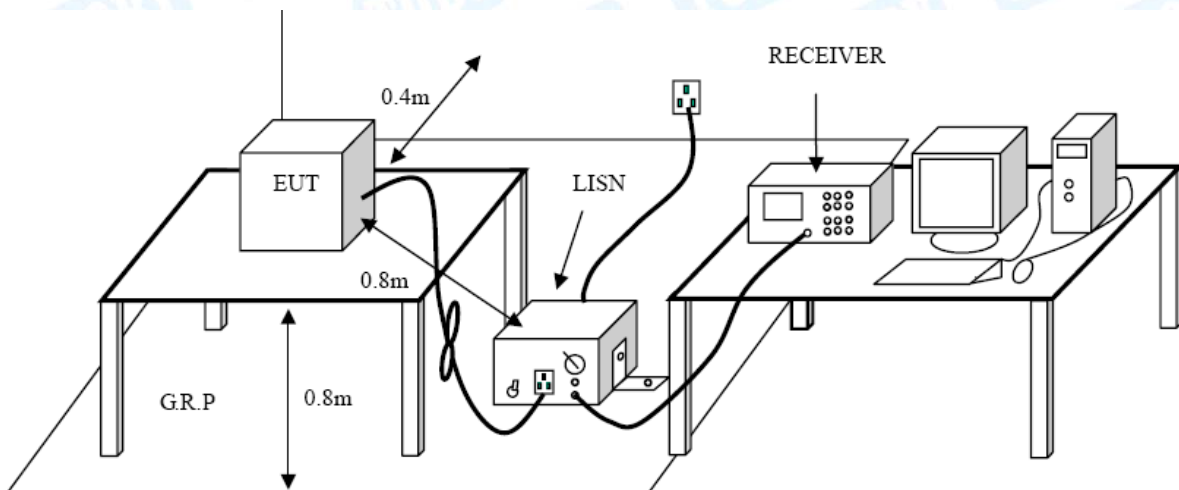 RECEIVER
0.4m
EUT
LISN
0.8m
G.R.P
0.8m